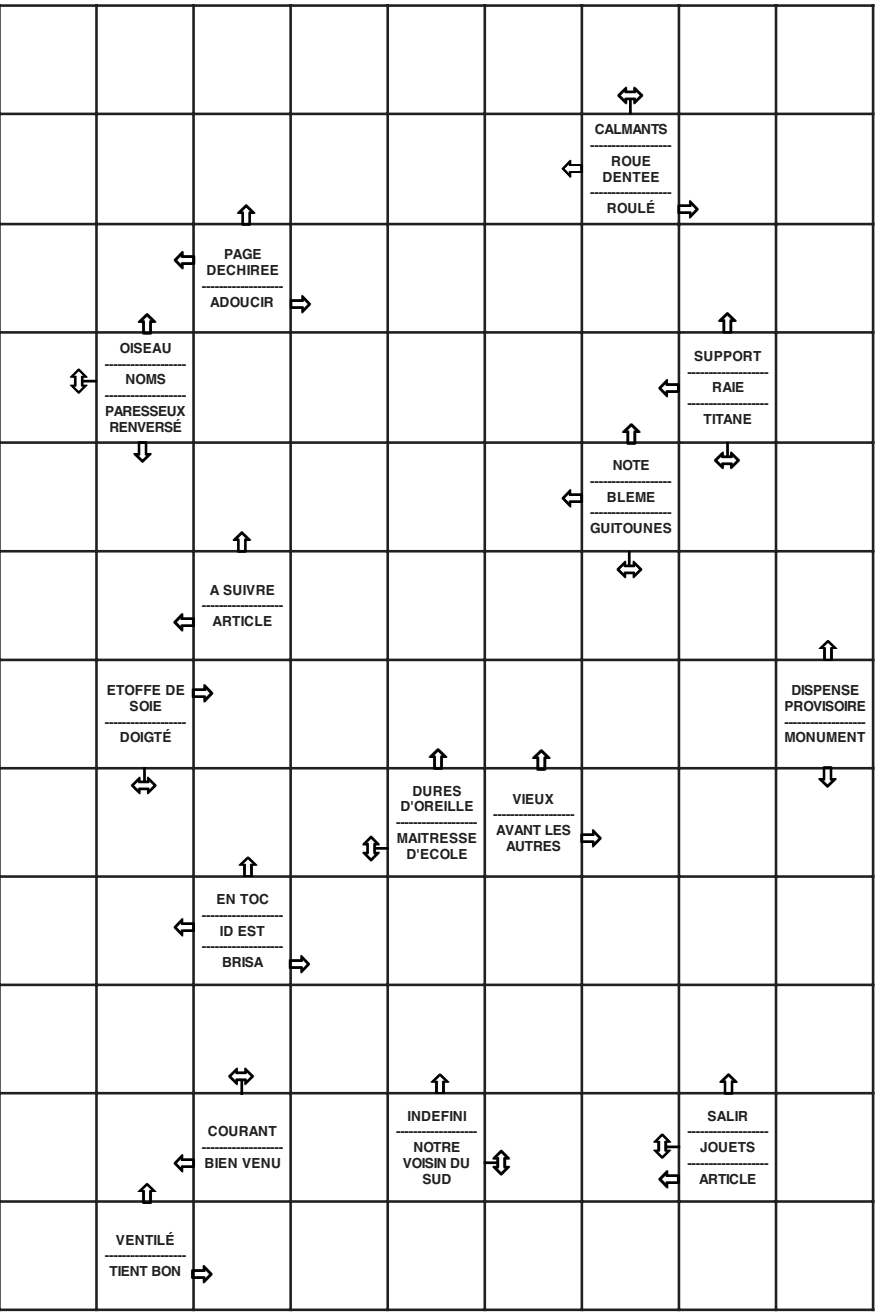 CALMANTS
ROUE
DENTEE
ROULÉ
PAGE
DECHIREE
ADOUCIR
OISEAU
NOMS
PARESSEUX
RENVERSÉ
SUPPORT
RAIE
TITANE
NOTE
BLEME
GUITOUNES
A SUIVRE
ARTICLE
ETOFFE DE
SOIE
DOIGTÉ
DISPENSE
PROVISOIRE
MONUMENT
DURES
D'OREILLE
MAITRESSE
D'ECOLE
VIEUX
AVANT LES
AUTRES
EN TOC
ID EST
BRISA
COURANT
BIEN VENU
INDEFINI
NOTRE
VOISIN DU
SUD
SALIR
JOUETS
ARTICLE
VENTILÉ
TIENT BON